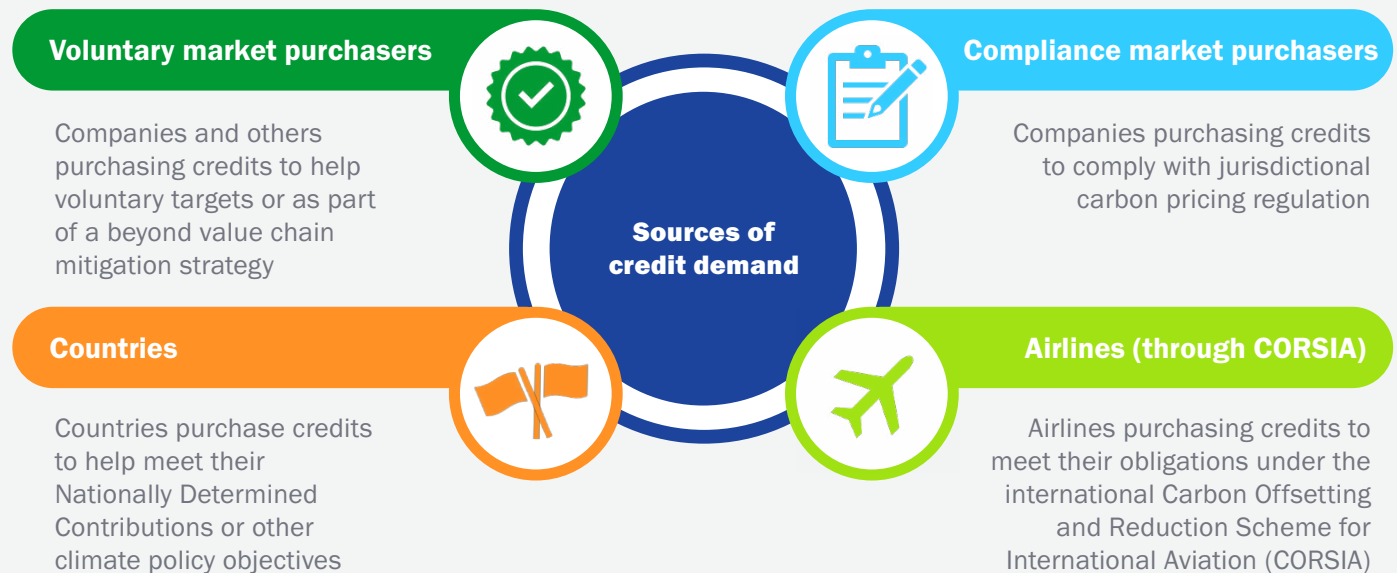 Voluntary market purchasers
Companies and others
purchasing credits to help
voluntary targets or as part
of a beyond value chain
mitigation strategy
Compliance market purchasers
Companies purchasing credits
to comply with jurisdictional
carbon pricing regulation
Sources of
credit demand
Countries
Countries purchase credits
to help meet their
Nationally Determined
Contributions or other
climate policy objectives
Airlines (through CORSIA)
Airlines purchasing credits to
meet their obligations under the
international Carbon Offsetting
and Reduction Scheme for
International Aviation (CORSIA)